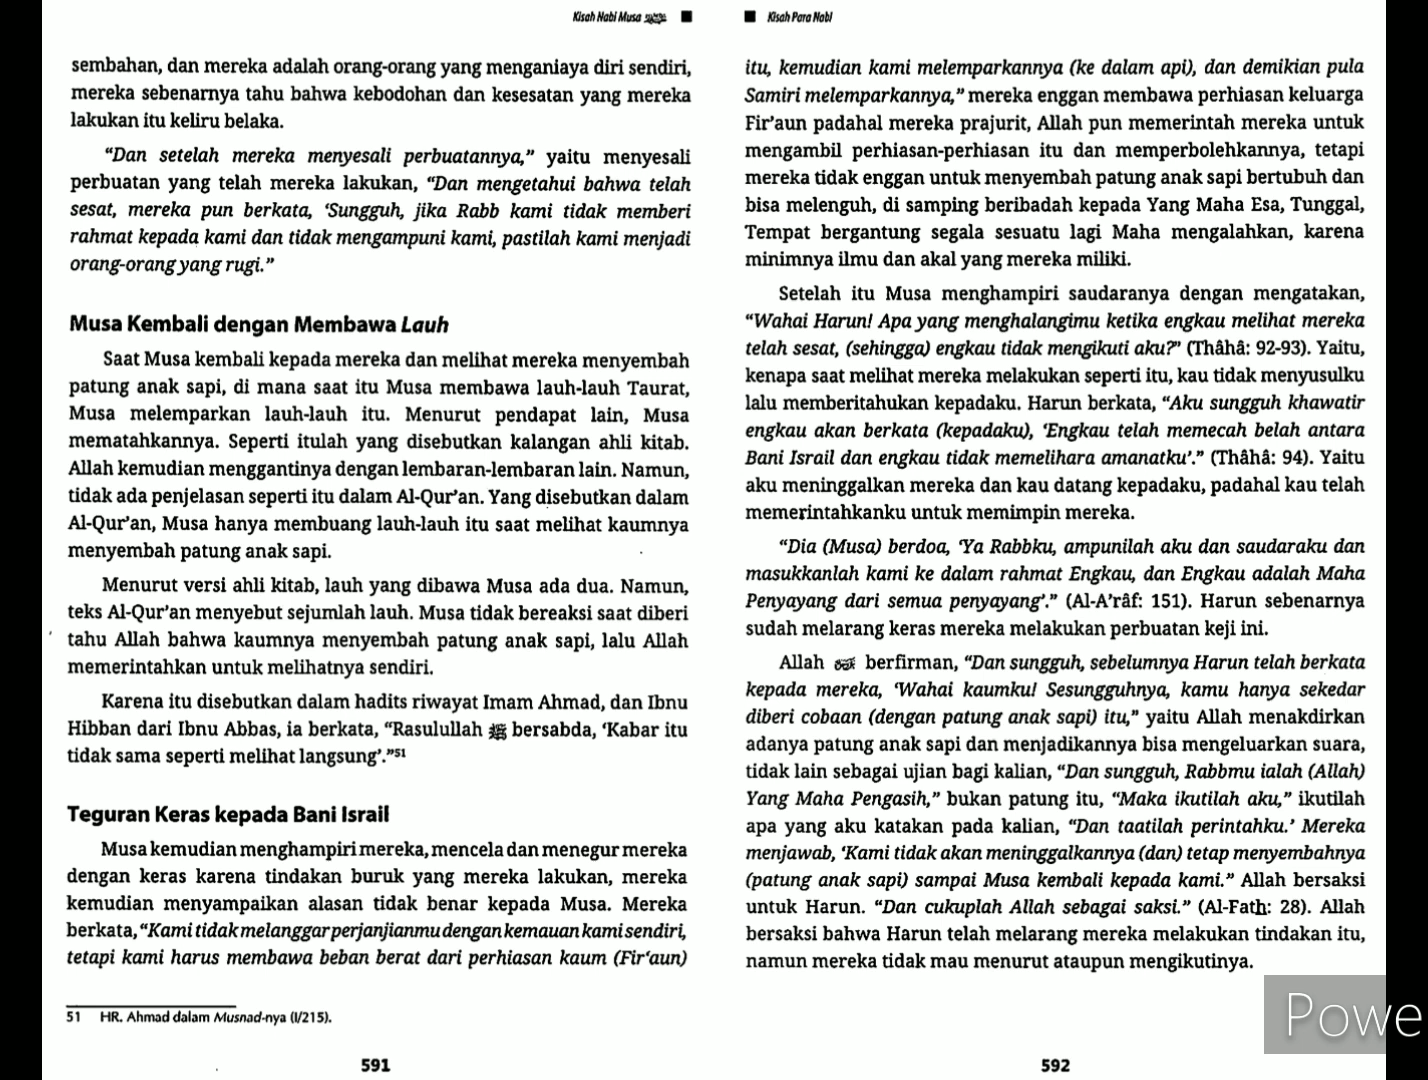 Kisah Nabi Musa
sembahan, dan mereka adalah orang-orang yang menganiaya diri sendiri,
mereka sebenarnya tahu bahwa kebodohan dan kesesatan yang mereka
lakukan itu keliru belaka.
“Dan setelah mereka menyesali perbuatannya,” yaitu menyesali
perbuatan yang telah mereka lakukan, “Dan mengetahui bahwa telah
sesat, mereka pun berkata, ‘Sungguh, jika Rabb kami tidak memberi
rahmat kepada kami dan tidak mengampuni kami, pastilah kami menjadi
orang-orang yang rugi.”
Musa Kembali dengan Membawa Lauh
Saat Musa kembali kepada mereka dan melihat mereka menyembah
patung anak sapi, di mana saat itu Musa membawa lauh-lauh Taurat,
Musa melemparkan lauh-lauh itu. Menurut pendapat lain, Musa
mematahkannya. Seperti itulah yang disebutkan kalangan ahli kitab.
Allah kemudian menggantinya dengan lembaran-lembaran lain. Namun,
tidak ada penjelasan seperti itu dalam Al-Qur’an. Yang disebutkan dalam
Al-Qur’an, Musa hanya membuang lauh-lauh itu saat melihat kaumnya
menyembah patung anak sapi.
Menurut versi ahli kitab, lauh yang dibawa Musa ada dua. Namun,
teks Al-Qur’an menyebut sejumlah lauh. Musa tidak bereaksi saat diberi
tahu Allah bahwa kaumnya menyembah patung anak sapi, lalu Allah
memerintahkan untuk melihatnya sendiri.
Karena itu disebutkan dalam hadits riwayat Imam Ahmad, dan Ibnu
Hibban dari Ibnu Abbas, ia berkata, “Rasulullah ﷺ bersabda, ‘Kabar itu
tidak sama seperti melihat langsung’.”51
Teguran Keras kepada Bani Israil
Musa kemudian menghampiri mereka, mencela dan menegur mereka
dengan keras karena tindakan buruk yang mereka lakukan, mereka
kemudian menyampaikan alasan tidak benar kepada Musa. Mereka
berkata, “Kami tidak melanggar perjanjianmu dengan kemauan kami sendiri,
tetapi kami harus membawa beban berat dari perhiasan kaum (Fir‘aun)
51 HR. Ahmad dalam Musnad-nya (I/215).
591
Kisah Para Nabi
itu, kemudian kami melemparkannya (ke dalam api), dan demikian pula
Samiri melemparkannya,” mereka enggan membawa perhiasan keluarga
Fir’aun padahal mereka prajurit, Allah pun memerintah mereka untuk
mengambil perhiasan-perhiasan itu dan memperbolehkannya, tetapi
mereka tidak enggan untuk menyembah patung anak sapi bertubuh dan
bisa melenguh, di samping beribadah kepada Yang Maha Esa, Tunggal,
Tempat bergantung segala sesuatu lagi Maha mengalahkan, karena
minimnya ilmu dan akal yang mereka miliki.
Setelah itu Musa menghampiri saudaranya dengan mengatakan,
“Wahai Harun! Apa yang menghalangimu ketika engkau melihat mereka
telah sesat, (sehingga) engkau tidak mengikuti aku?” (Thâhâ: 92-93). Yaitu,
kenapa saat melihat mereka melakukan seperti itu, kau tidak menyusulku
lalu memberitahukan kepadaku. Harun berkata, “Aku sungguh khawatir
engkau akan berkata (kepadaku), ‘Engkau telah memecah belah antara
Bani Israil dan engkau tidak memelihara amanatku’.” (Thâhâ: 94). Yaitu
aku meninggalkan mereka dan kau datang kepadaku, padahal kau telah
memerintahkanku untuk memimpin mereka.
“Dia (Musa) berdoa, ‘Ya Rabbku, ampunilah aku dan saudaraku dan
masukkanlah kami ke dalam rahmat Engkau, dan Engkau adalah Maha
Penyayang dari semua penyayang’.” (Al-A’râf: 151). Harun sebenarnya
sudah melarang keras mereka melakukan perbuatan keji ini.
Allah berfirman, “Dan sungguh, sebelumnya Harun telah berkata
kepada mereka, ‘Wahai kaumku! Sesungguhnya, kamu hanya sekedar
diberi cobaan (dengan patung anak sapi) itu,” yaitu Allah menakdirkan
adanya patung anak sapi dan menjadikannya bisa mengeluarkan suara,
tidak lain sebagai ujian bagi kalian, “Dan sungguh, Rabbmu ialah (Allah)
Yang Maha Pengasih,” bukan patung itu, “Maka ikutilah aku,” ikutilah
apa yang aku katakan pada kalian, “Dan taatilah perintahku.’ Mereka
menjawab, ‘Kami tidak akan meninggalkannya (dan) tetap menyembahnya
(patung anak sapi) sampai Musa kembali kepada kami.” Allah bersaksi
untuk Harun. “Dan cukuplah Allah sebagai saksi.” (Al-Fath: 28). Allah
bersaksi bahwa Harun telah melarang mereka melakukan tindakan itu,
namun mereka tidak mau menurut ataupun mengikutinya.
592
Powe